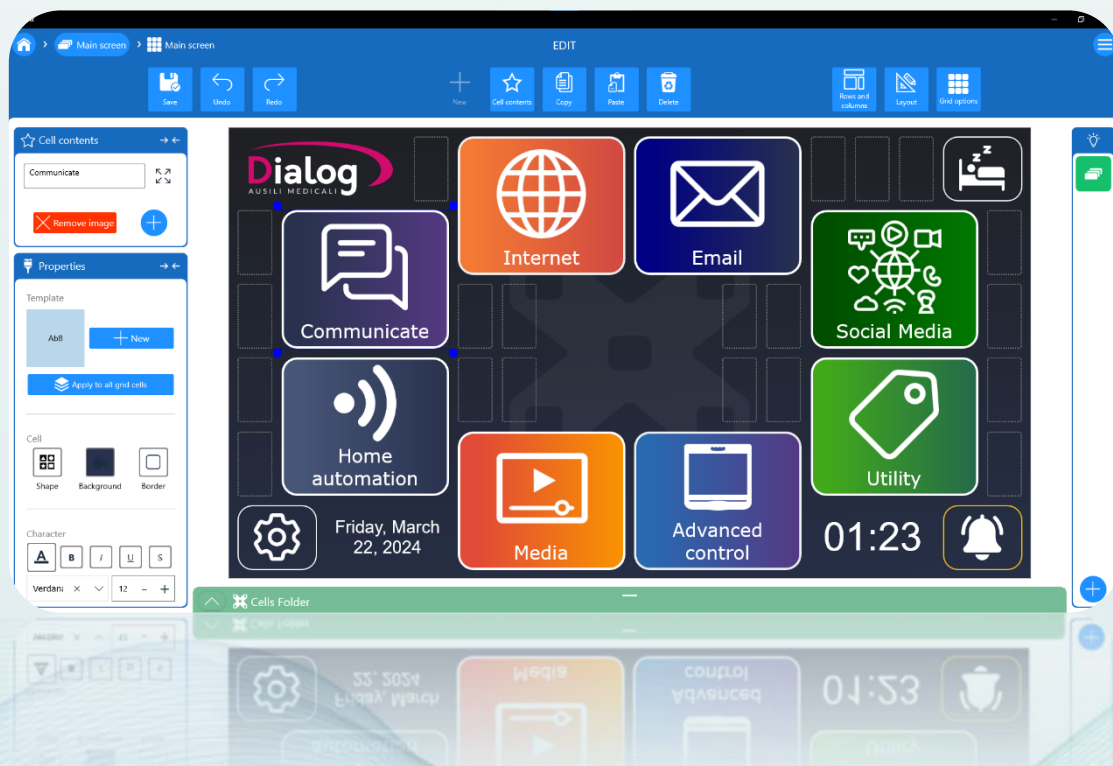 Main screen
Main screen
EDIT
Save
Undo
Redo
New
Cell contents
Copy
Paste
Delete
Rows and
columns
Layout
Grid options
Cell contents
Communicate
Remove image
Properties
Template
Ab8
New
Apply to all grid cells
Cell
Shape
Background
Border
Character
A
B
I
U
S
Verdan
12
Dialog
AUSILI MEDICALI
Internet
Email
z z
Communicate
Social Media
Home
automation
Utility
Friday, March
22, 2024
Media
Advanced
control
01:23
Cells Folder